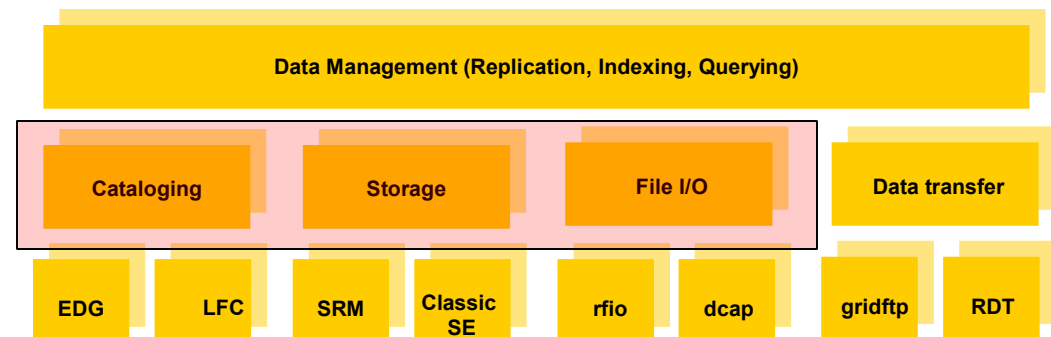 Data Management (Replication, Indexing, Querying)
Cataloging
Storage
File I/O
Data transfer
EDG
LFC
SRM
Classic
SE
rfio
dcap
gridftp
RDT